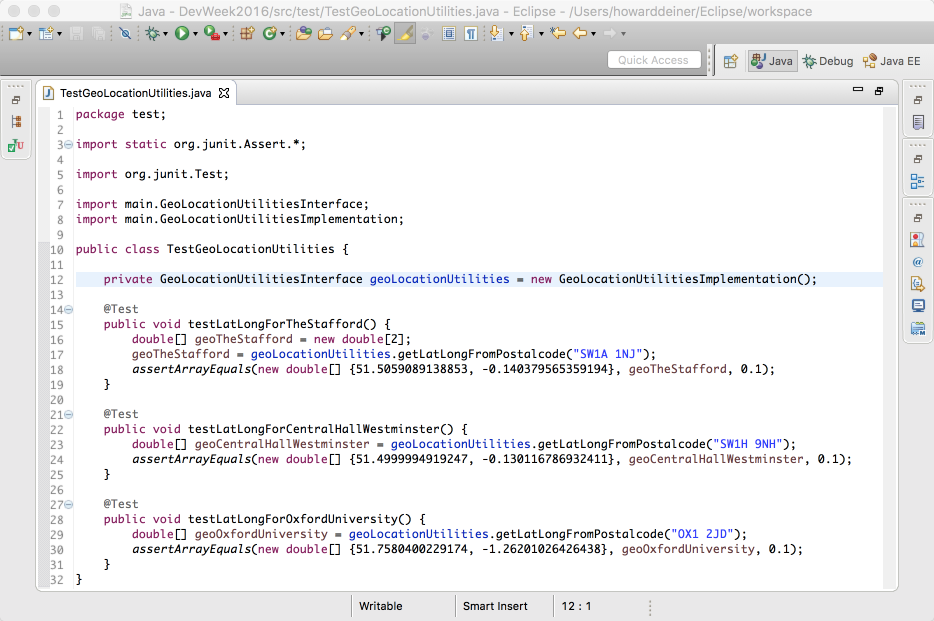 Java - DevWeek2016/src/test/TestGeoLocationUtilities.java - Eclipse - /Users/howarddeiner/Eclipse/workspace
Quick Access
Java
Debug
Java EE
TestGeoLocationUtilities.java
1 package test;
2
3 import static org.junit.Assert.*;
4
5 import org.junit.Test;
6
7 import main.GeoLocationUtilitiesInterface;
8 import main.GeoLocationUtilitiesImplementation;
9
10 public class TestGeoLocationUtilities {
11
12     private GeoLocationUtilitiesInterface geoLocationUtilities = new GeoLocationUtilitiesImplementation();
13
14     @Test
15     public void testLatLongForTheStafford() {
16         double[] geoTheStafford = new double[2];
17         geoTheStafford = geoLocationUtilities.getLatLongFromPostalcode("SW1A 1NJ");
18         assertArrayEquals(new double[] {51.5059089138853, -0.140379565359194}, geoTheStafford, 0.1);
19     }
20
21     @Test
22     public void testLatLongForCentralHallWestminster() {
23         double[] geoCentralHallWestminster = geoLocationUtilities.getLatLongFromPostalcode("SW1H 9NH");
24         assertArrayEquals(new double[] {51.4999994919247, -0.130116786932411}, geoCentralHallWestminster, 0.1);
25     }
26
27     @Test
28     public void testLatLongForOxfordUniversity() {
29         double[] geoOxfordUniversity = geoLocationUtilities.getLatLongFromPostalcode("OX1 2JD");
30         assertArrayEquals(new double[] {51.7580400229174, -1.26201026426438}, geoOxfordUniversity, 0.1);
31     }
32 }
Writable
Smart Insert
12 : 1